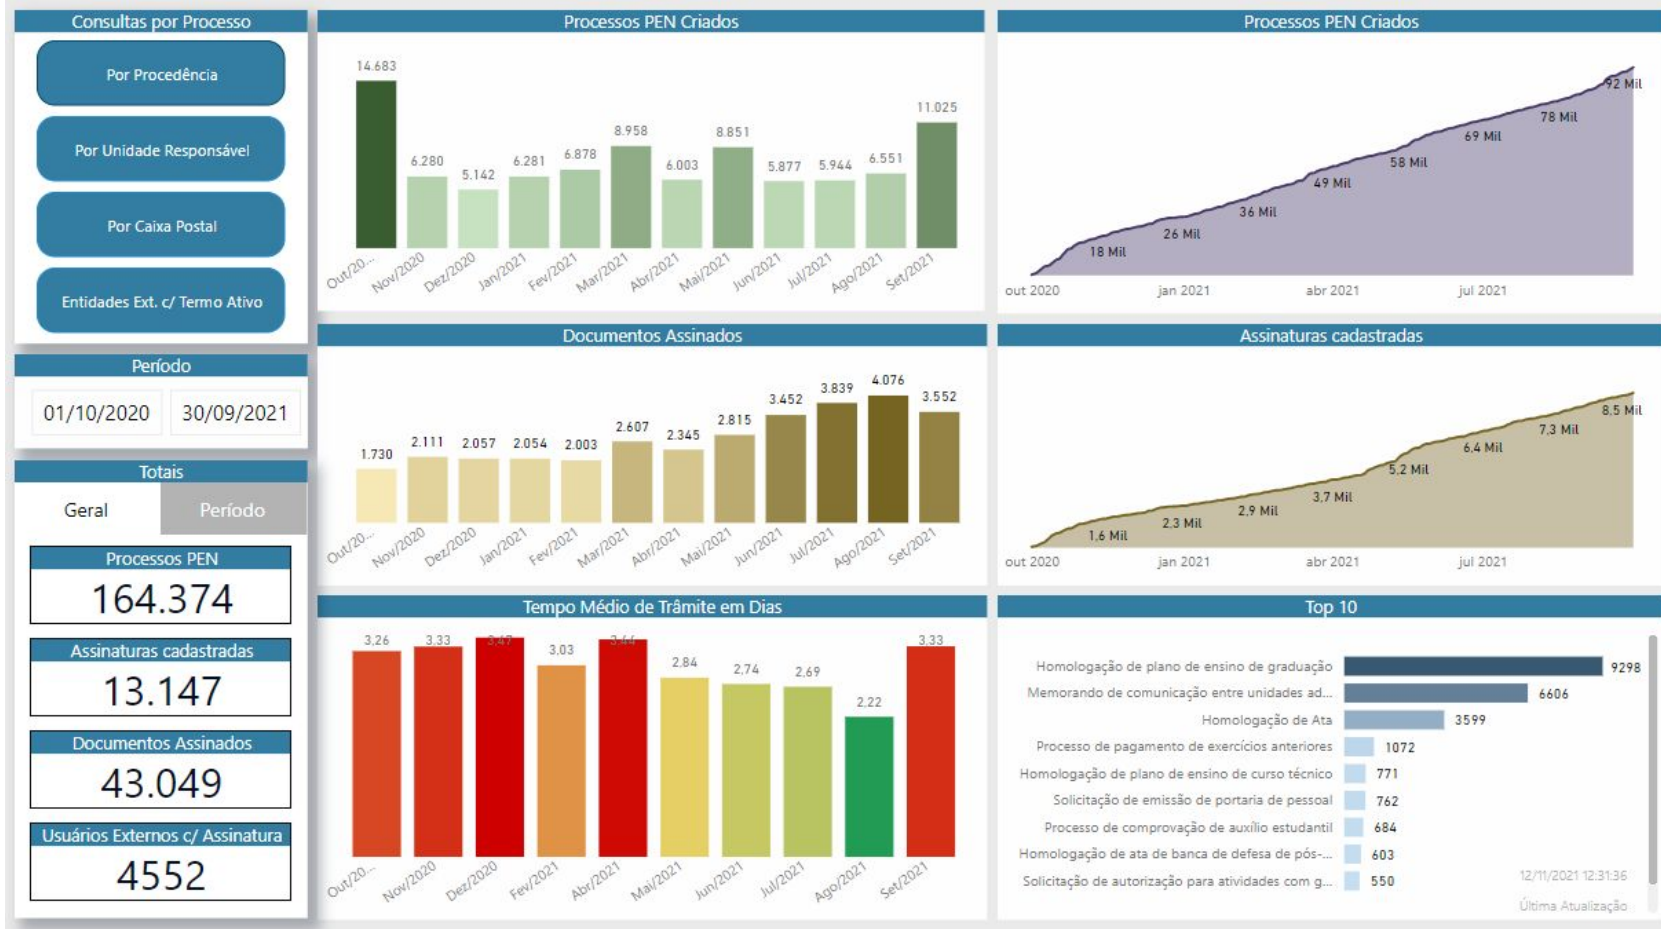 Consultas por Processo
Por Procedência
Por Unidade Responsável
Por Caixa Postal
Entidades Ext. c/ Termo Ativo
Período
01/10/2020 30/09/2021
Totais
Geral Período
Processos PEN
164.374
Assinaturas cadastradas
13.147
Documentos Assinados
43.049
Usuários Externos c/ Assinatura
4552
Processos PEN Criados
14.683 6.280 5.142 6.281 6.878 8.958 6.003 8.851 5.877 5.944 6.551 11.025
Out/20... Nov/2020 Dez/2020 Jan/2021 Fev/2021 Mar/2021 Abr/2021 Mai/2021 Jun/2021 Jul/2021 Ago/2021 Set/2021
Processos PEN Criados
18 Mil 26 Mil 36 Mil 49 Mil 58 Mil 69 Mil 78 Mil 92 Mil
out 2020 jan 2021 abr 2021 jul 2021
Documentos Assinados
1.730 2.111 2.057 2.054 2.003 2.607 2.345 2.815 3.452 3.839 4.076 3.552
Out/20... Nov/2020 Dez/2020 Jan/2021 Fev/2021 Mar/2021 Abr/2021 Mai/2021 Jun/2021 Jul/2021 Ago/2021 Set/2021
Assinaturas cadastradas
1,6 Mil 2,3 Mil 2,9 Mil 3,7 Mil 5,2 Mil 6,4 Mil 7,3 Mil 8,5 Mil
out 2020 jan 2021 abr 2021 jul 2021
Tempo Médio de Trâmite em Dias
3,26 3,33 3,47 3,03 3,44 2,84 2,74 2,69 2,22 3,33
Out/20... Nov/2020 Dez/2020 Fev/2021 Abr/2021 Mai/2021 Jun/2021 Jul/2021 Ago/2021 Set/2021
Top 10
Homologação de plano de ensino de graduação 9298
Memorando de comunicação entre unidades ad... 6606
Homologação de Ata 3599
Processo de pagamento de exercícios anteriores 1072
Homologação de plano de ensino de curso técnico 771
Solicitação de emissão de portaria de pessoal 762
Processo de comprovação de auxílio estudantil 684
Homologação de ata de banca de defesa de pós-... 603
Solicitação de autorização para atividades com g... 550
12/11/2021 12:31:36
Última Atualização